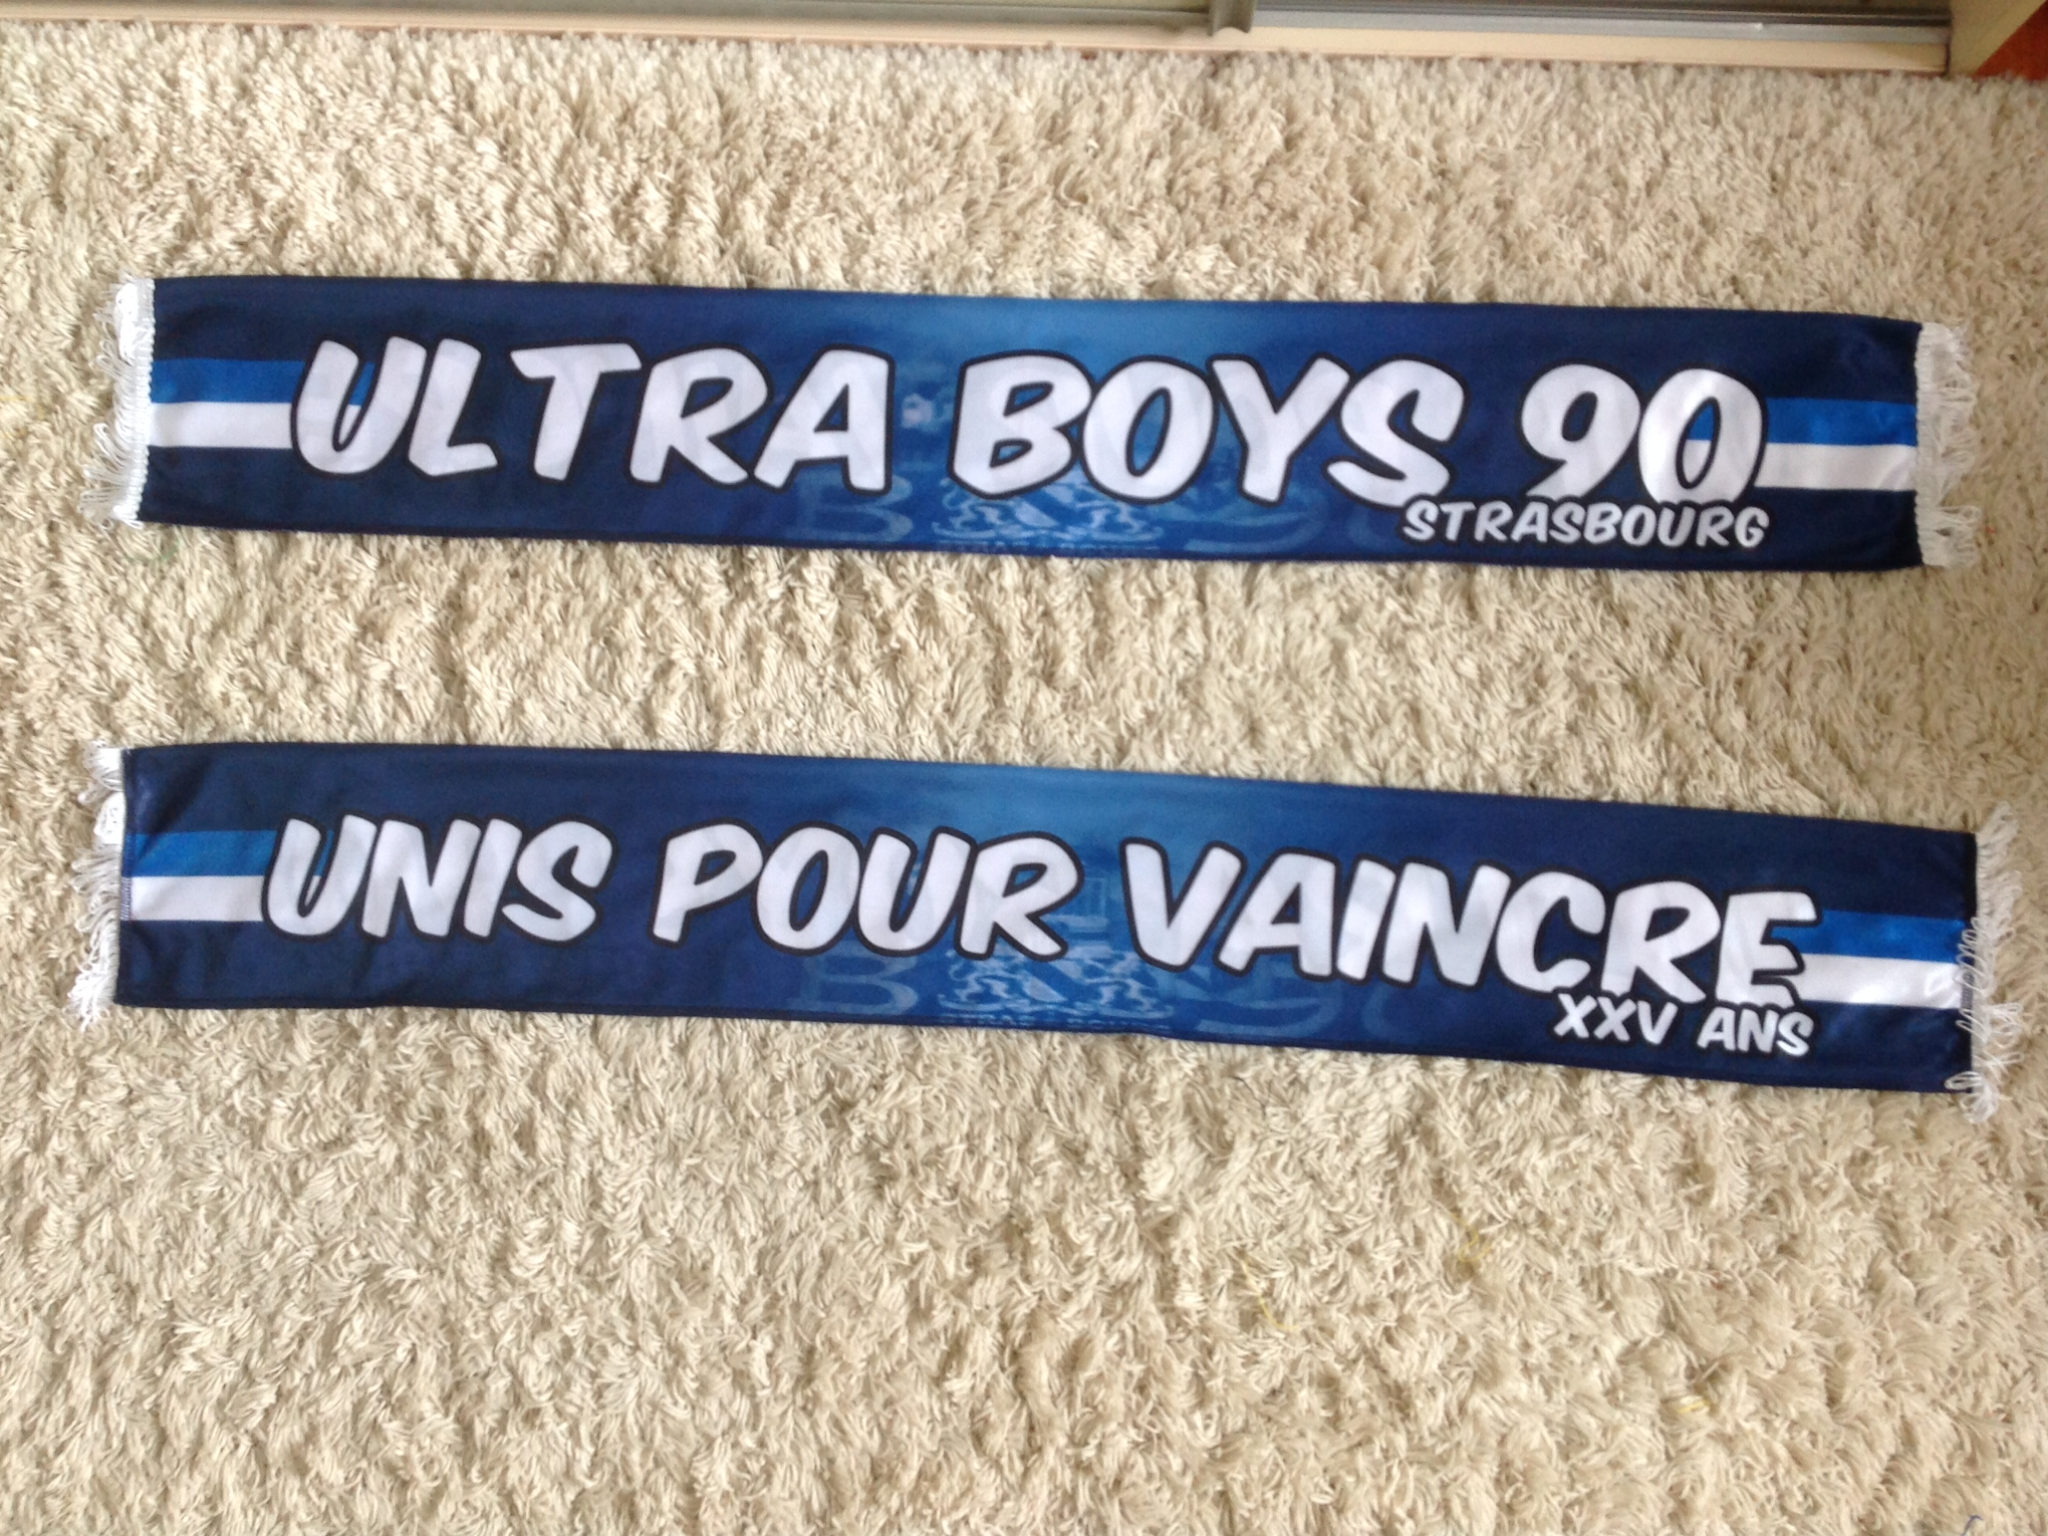 ULTRA BOYS 90
STRASBOURG
UNIS POUR VAINCRE
XXV ANS